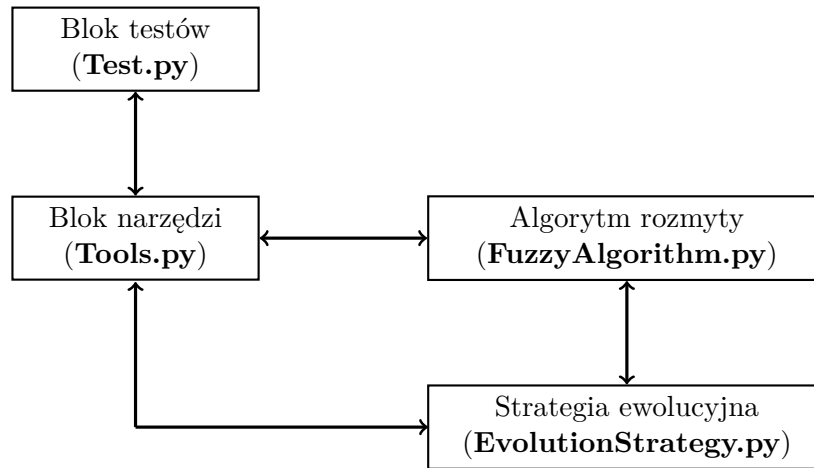 Blok testów
(Test.py)
Blok narzędzi
(Tools.py)
Algorytm rozmyty
(FuzzyAlgorithm.py)
Strategia ewolucyjna
(EvolutionStrategy.py)